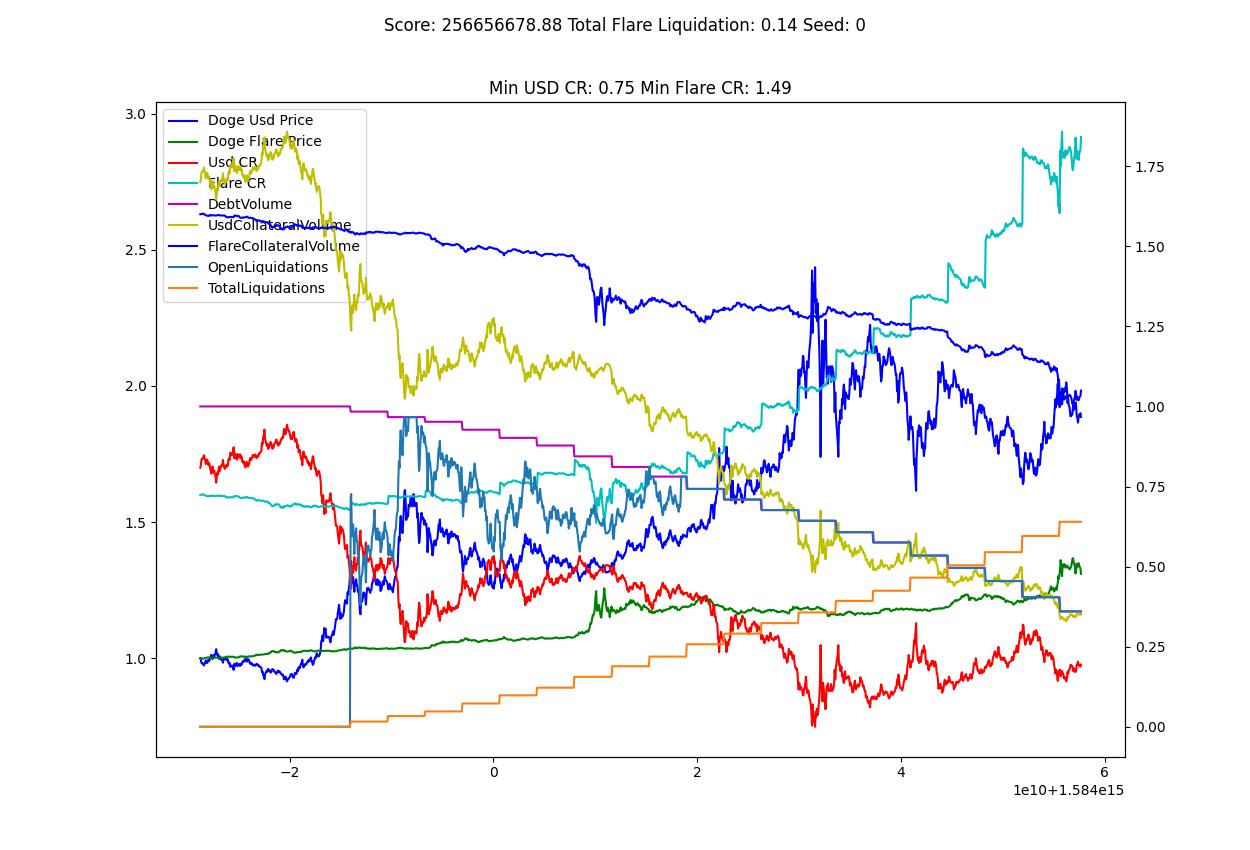 Score: 256656678.88 Total Flare Liquidation: 0.14 Seed: 0
Min USD CR: 0.75 Min Flare CR: 1.49
Doge Usd Price
Doge Flare Price
Usd CR
Flare CR
DebtVolume
UsdCollateralVolume
FlareCollateralVolume
OpenLiquidations
TotalLiquidations
3.0
2.5
2.0
1.5
1.0
1.75
1.50
1.25
1.00
0.75
0.50
0.25
0.00
−2
0
2
4
6
1e10+1.584e15